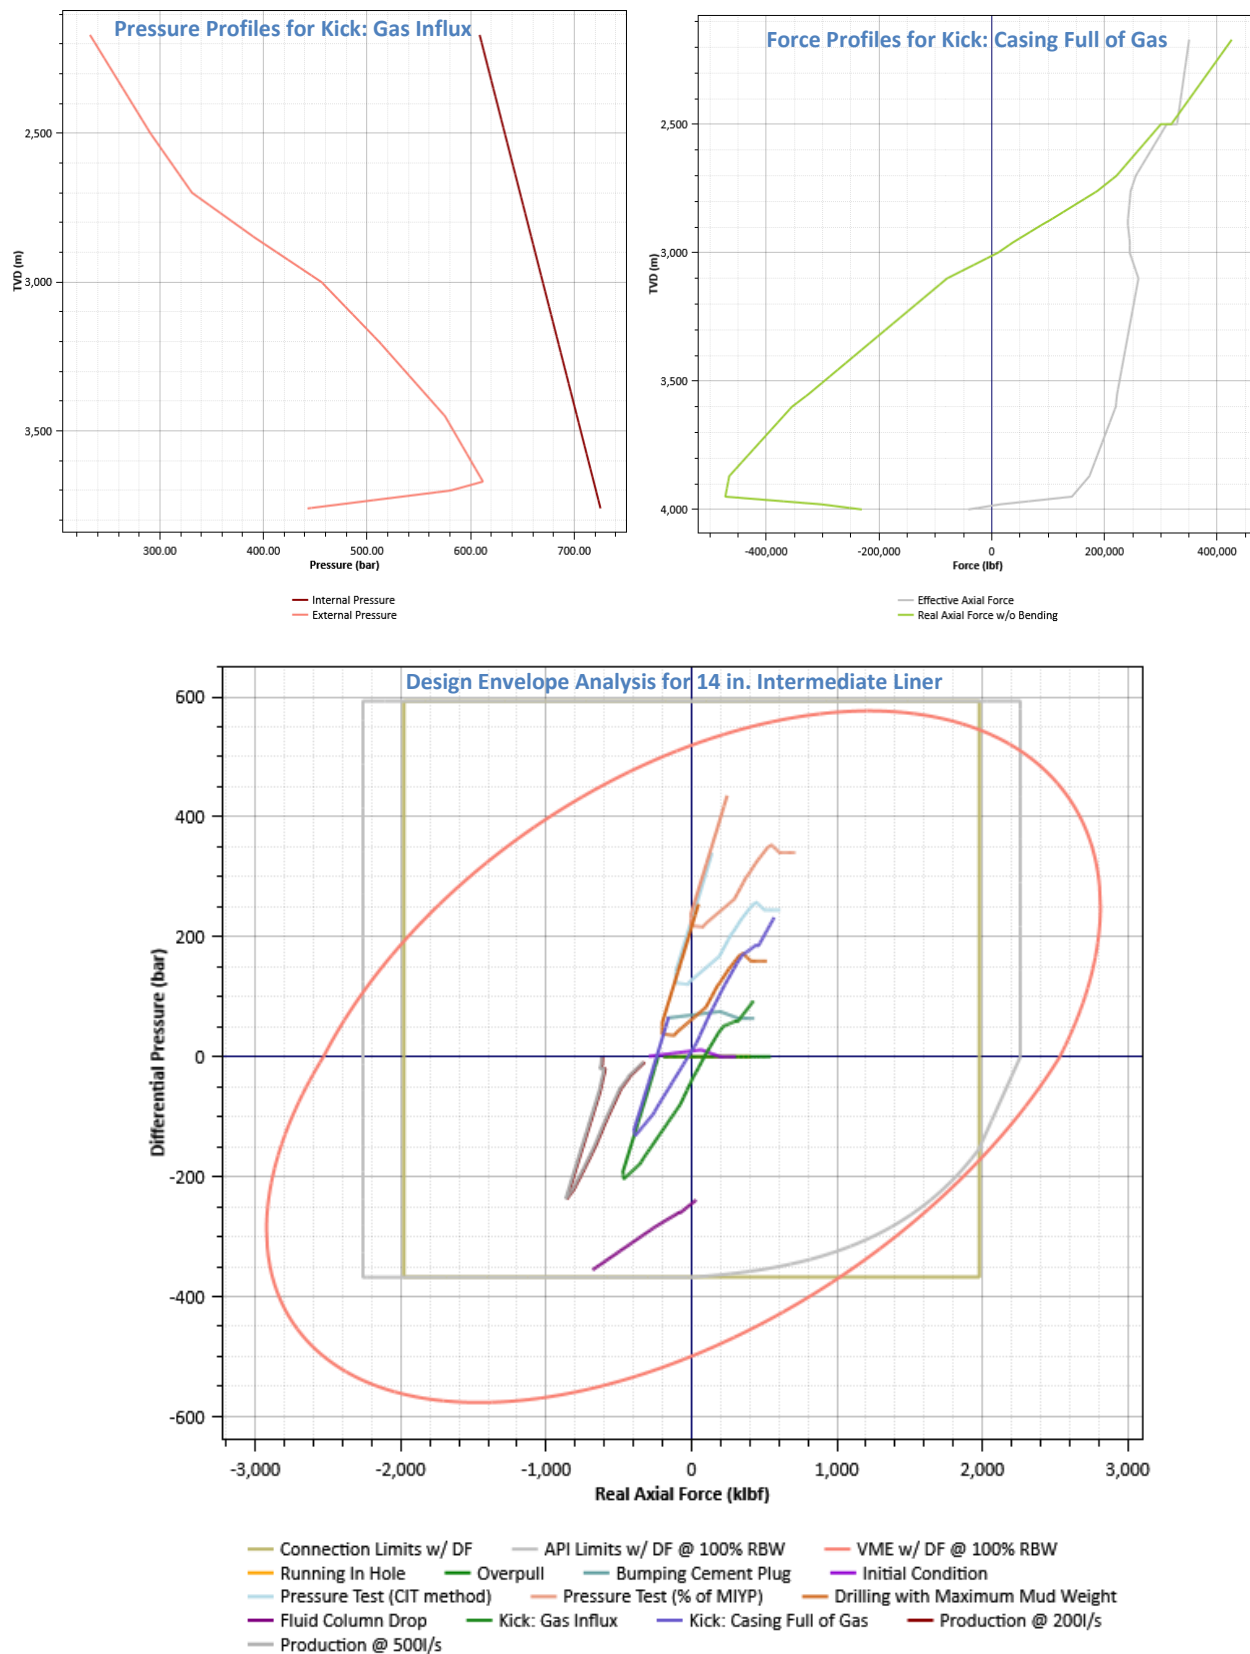 Pressure Profiles for Kick: Gas Influx
2,500
3,000
3,500
TVD (m)
300.00 400.00 500.00 600.00 700.00
Pressure (bar)
Internal Pressure
External Pressure
Force Profiles for Kick: Casing Full of Gas
2,500
3,000
3,500
4,000
TVD (m)
-400,000 -200,000 0 200,000 400,000
Force (lbf)
Effective Axial Force
Real Axial Force w/o Bending
Design Envelope Analysis for 14 in. Intermediate Liner
600
400
200
0
-200
-400
-600
Differential Pressure (bar)
-3,000 -2,000 -1,000 0 1,000 2,000 3,000
Real Axial Force (klbf)
Connection Limits w/ DF API Limits w/ DF @ 100% RBW VME w/ DF @ 100% RBW
Running In Hole Overpull Bumping Cement Plug Initial Condition
Pressure Test (CIT method) Pressure Test (% of MIYP) Drilling with Maximum Mud Weight
Fluid Column Drop Kick: Gas Influx Kick: Casing Full of Gas Production @ 200l/s
Production @ 500l/s